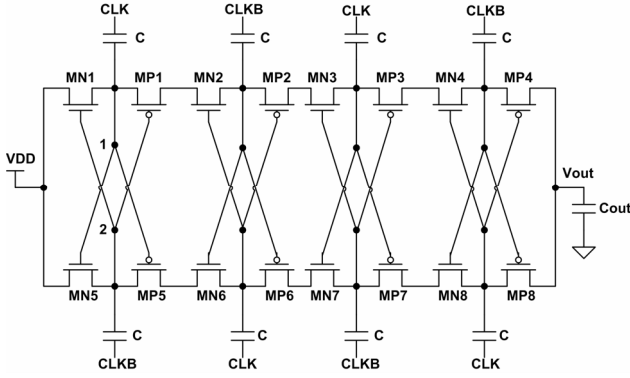 CLK CLKB CLK CLKB
C C C C
MN1 MP1 MN2 MP2 MN3 MP3 MN4 MP4
1
VDD
Vout
Cout
2
MN5 MP5 MN6 MP6 MN7 MP7 MN8 MP8
C C C C
CLKB CLK CLKB CLK